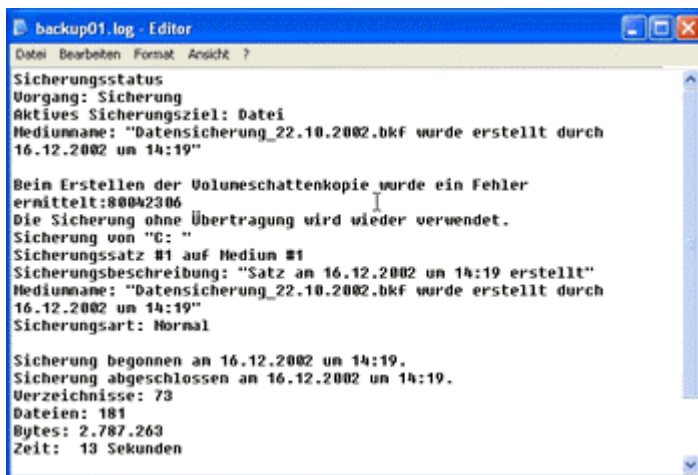 backup01.log - Editor
Datei Bearbeiten Format Ansicht ?
Sicherungsstatus
Vorgang: Sicherung
Aktives Sicherungsziel: Datei
Mediumname: "Datensicherung_22.10.2002.bkf wurde erstellt durch
16.12.2002 um 14:19"
Beim Erstellen der Volumeschattenkopie wurde ein Fehler
ermittelt:80042306
Die Sicherung ohne Übertragung wird wieder verwendet.
Sicherung von "C: "
Sicherungssatz #1 auf Medium #1
Sicherungsbeschreibung: "Satz am 16.12.2002 um 14:19 erstellt"
Mediumname: "Datensicherung_22.10.2002.bkf wurde erstellt durch
16.12.2002 um 14:19"
Sicherungsart: Normal
Sicherung begonnen am 16.12.2002 um 14:19.
Sicherung abgeschlossen am 16.12.2002 um 14:19.
Verzeichnisse: 73
Dateien: 181
Bytes: 2.787.263
Zeit:  13 Sekunden